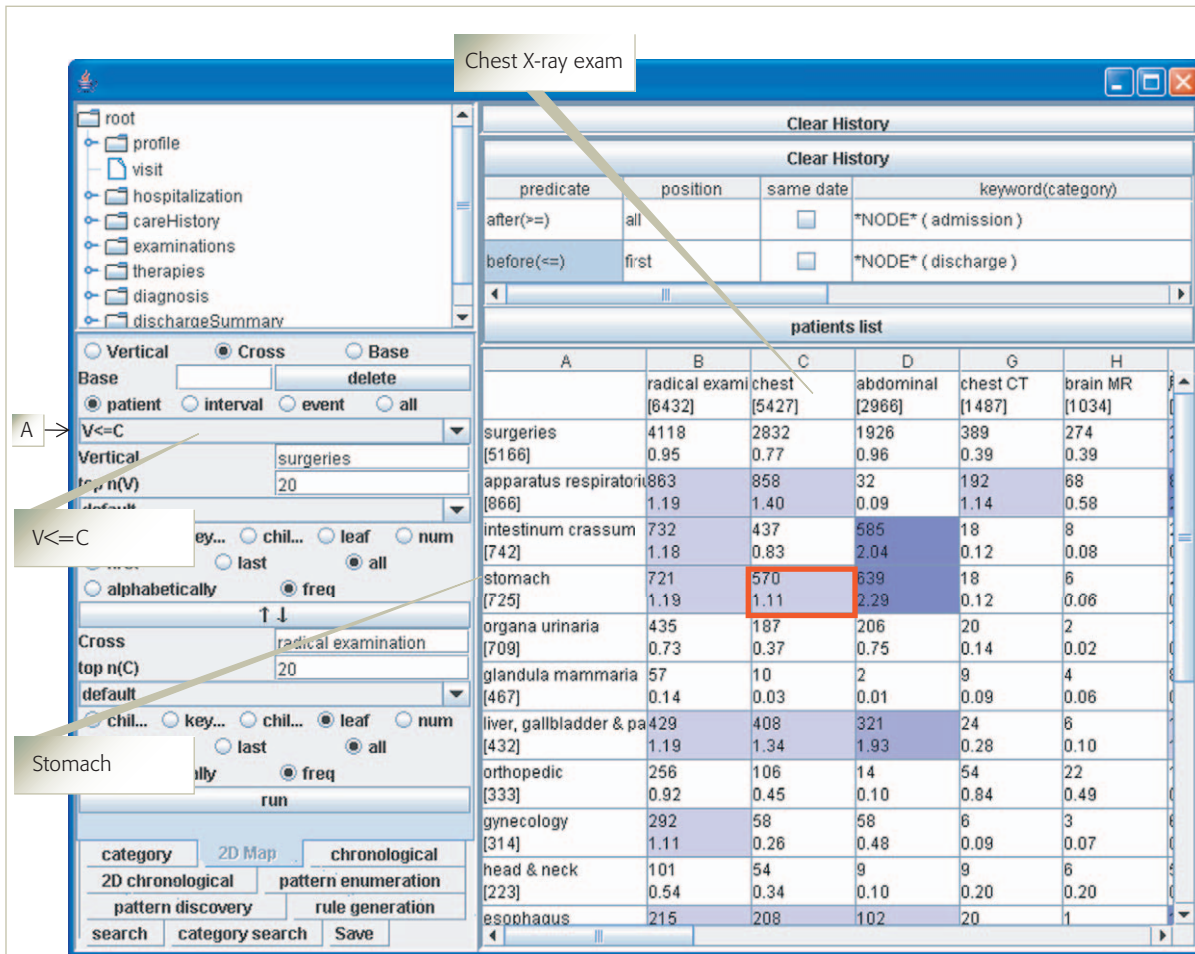 Chest X-ray exam
root
profile
visit
hospitalization
careHistory
examinations
therapies
diagnosis
dischargeSummary
Clear History
Clear History
predicate position same date keyword(category)
after(>=) all *NODE* ( admission )
before(<=) first *NODE* ( discharge )
patients list
Vertical Cross Base
Base delete
patient interval event all
A
V<=C
Vertical surgeries
top n(V) 20
default
V<=C
ey... chil... leaf num
last all
alphabetically freq
↑↓
Cross radical examination
top n(C) 20
default
chil... key... chil... leaf num
last all
Stomach
ally freq
run
category 2D Map chronological
2D chronological pattern enumeration
pattern discovery rule generation
search category search Save
A B C D G H
radical exami chest abdominal chest CT brain MR
[6432] [5427] [2966] [1487] [1034]
surgeries 4118 2832 1926 389 274
[5166] 0.95 0.77 0.96 0.39 0.39
apparatus respiratoriu 863 858 32 192 68
[866] 1.19 1.40 0.09 1.14 0.58
intestinum crassum 732 437 585 18 8
[742] 1.18 0.83 2.04 0.12 0.08
stomach 721 570 639 18 6
[725] 1.19 1.11 2.29 0.12 0.06
organa urinaria 435 187 206 20 2
[709] 0.73 0.37 0.75 0.14 0.02
glandula mammaria 57 10 2 9 4
[467] 0.14 0.03 0.01 0.09 0.06
liver, gallbladder & pa 429 408 321 24 6
[432] 1.19 1.34 1.93 0.28 0.10
orthopedic 256 106 14 54 22
[333] 0.92 0.45 0.10 0.84 0.49
gynecology 292 58 58 6 3
[314] 1.11 0.26 0.48 0.09 0.07
head & neck 101 54 9 9 6
[223] 0.54 0.34 0.10 0.20 0.20
esophagus 215 208 102 20 1